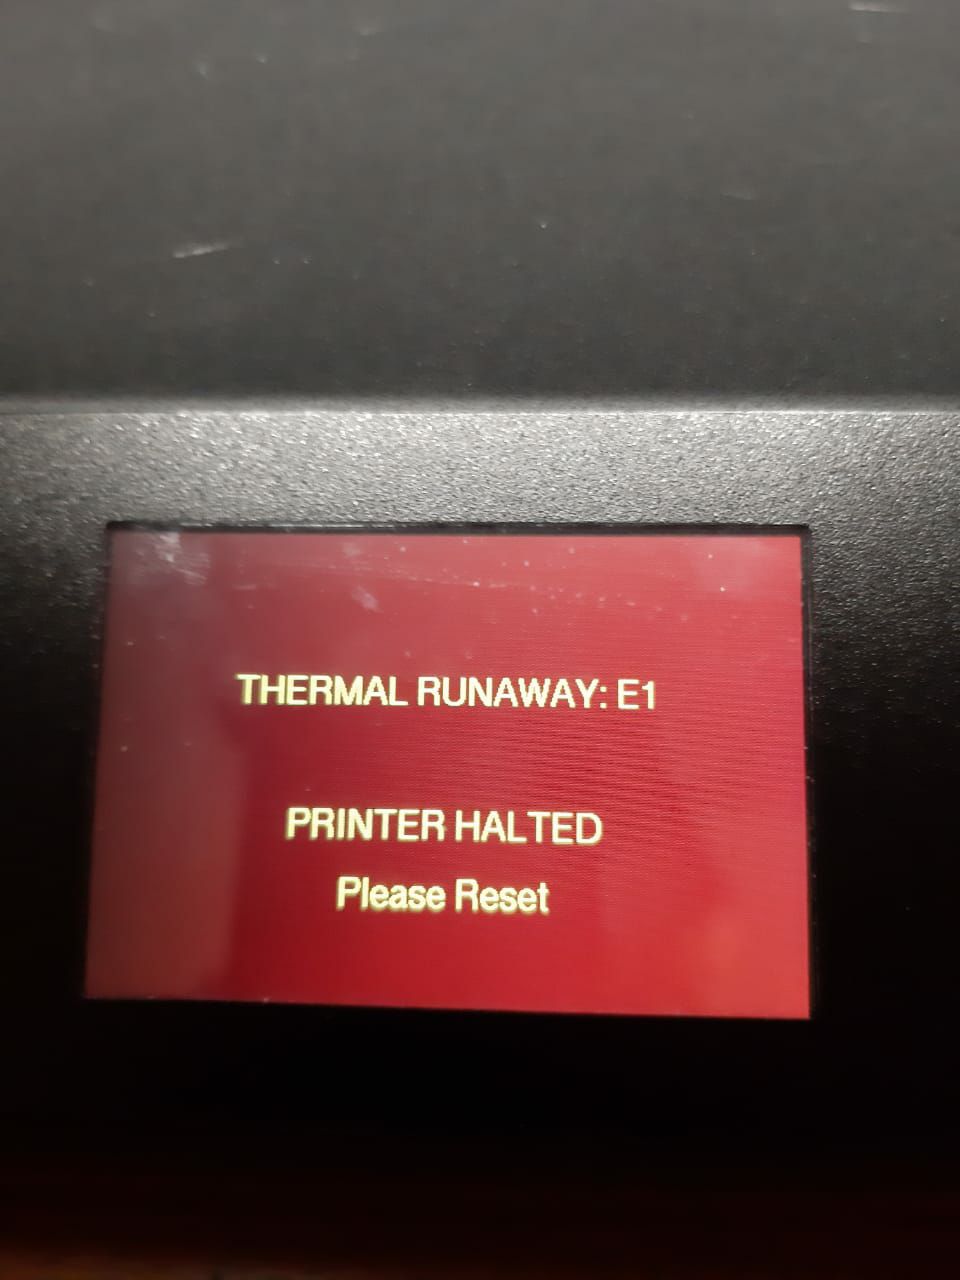 THERMAL RUNAWAY: E1
PRINTER HALTED
Please Reset